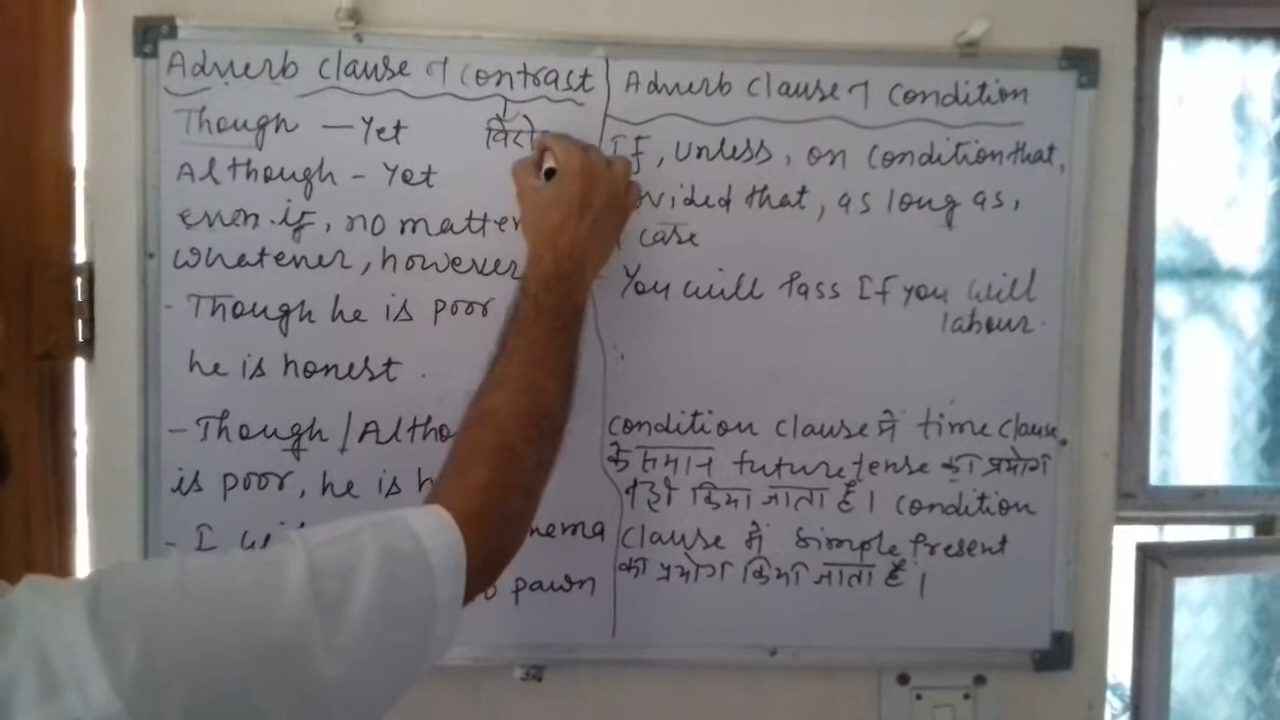 Adverb clause of contrast
Though – Yet विरो
Although – Yet
even if, no matter
Whatever, however
- Though he is poor
he is honest.
- Though / Altho
is poor, he is h
- I wi nema
pawn
Adverb Clause of Condition
If, unless, on condition that,
vided that, as long as,
case
You will Pass If you will
labour.
condition clause में time clause
के समान future tense का प्रयोग
नहीं किया जाता है। condition
clause में simple Present
का प्रयोग किया जाता है।